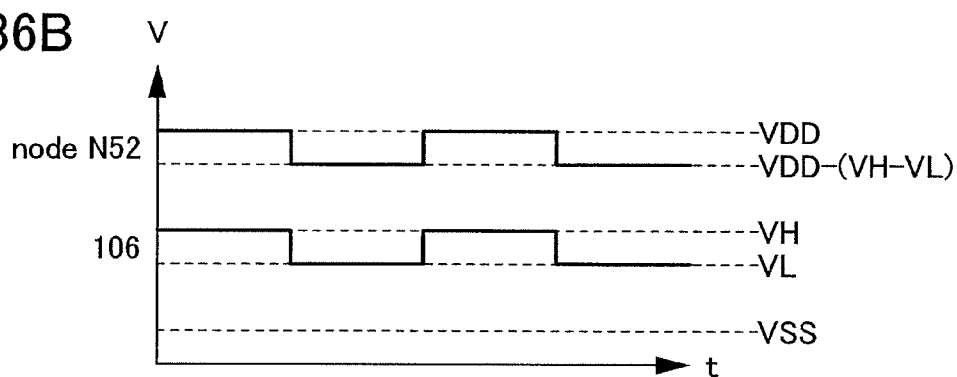 36B
V
node N52
VDD
VDD-(VH-VL)
106
VH
VL
VSS
t